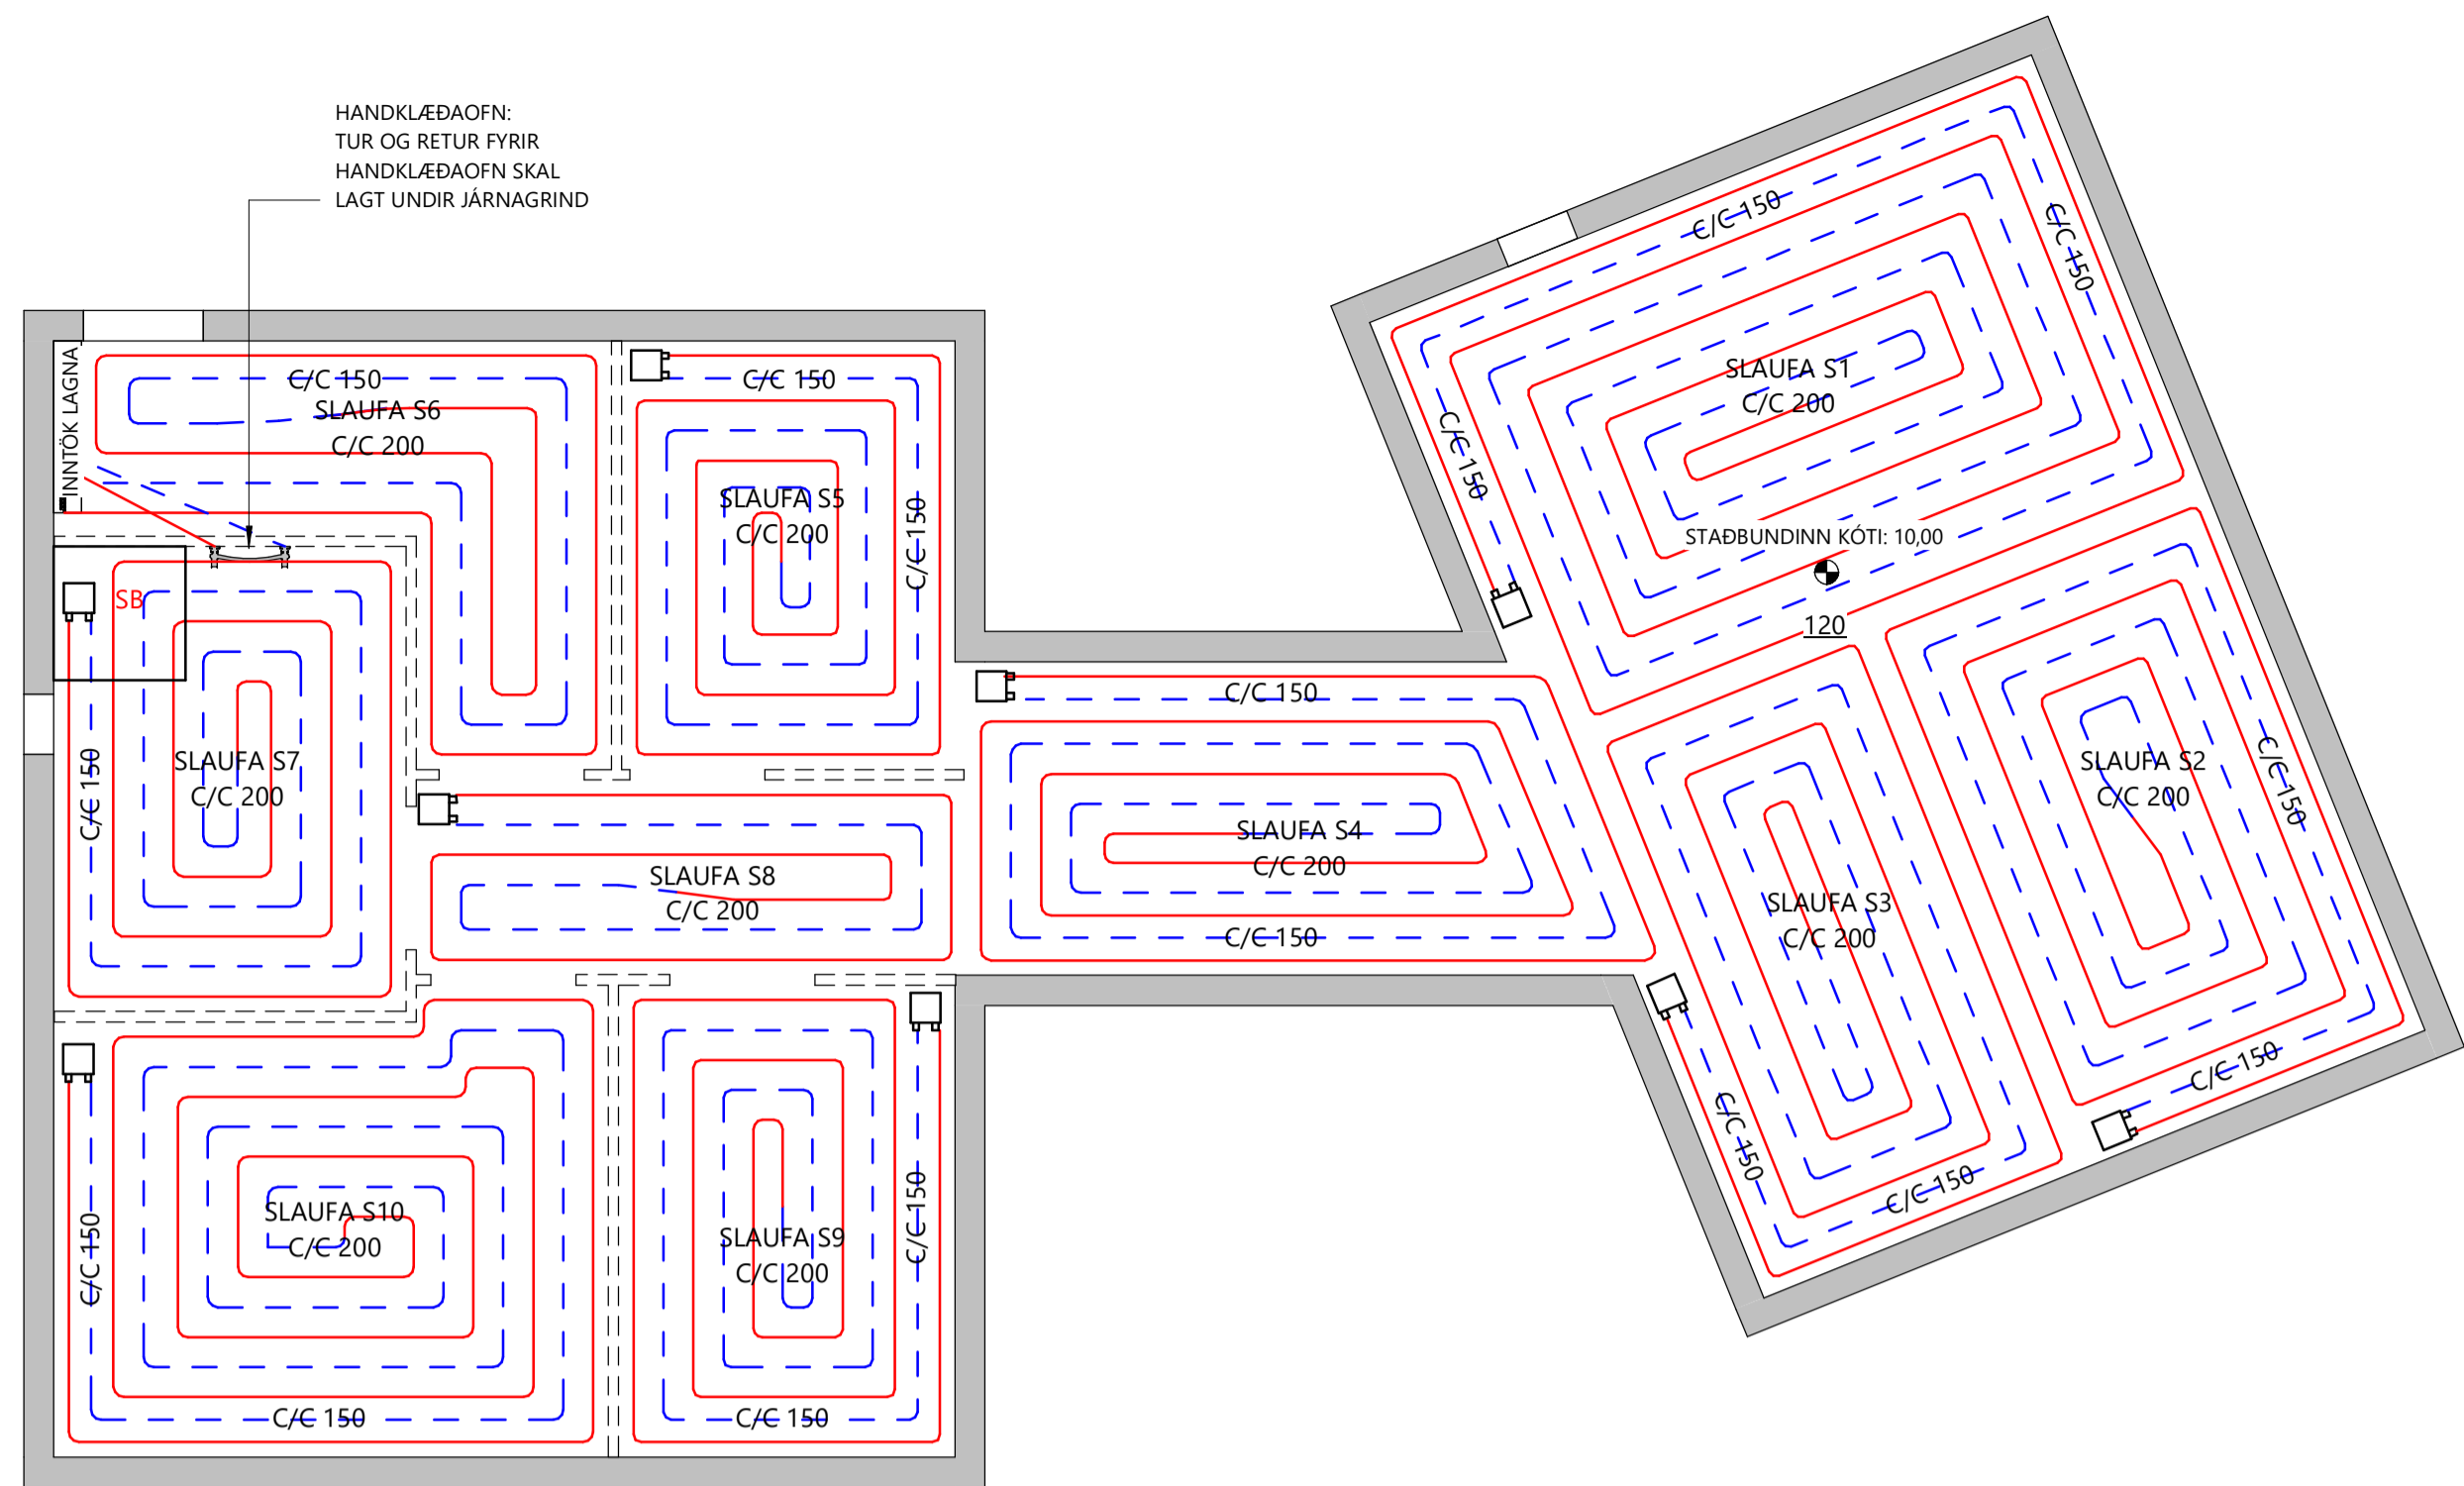 HANDKLÆÐAOFN:
TUR OG RETUR FYRIR
HANDKLÆÐAOFN SKAL
LAGT UNDIR JÁRNAGRIND
INNTÖK LAGNA
C/C 150
SLAUFA S6
C/C 200
C/C 150
SLAUFA S5
C/C 200
C/C 150
SB
SLAUFA S7
C/C 200
C/C 150
SLAUFA S8
C/C 200
C/C 150
SLAUFA S4
C/C 200
C/C 150
C/C 150
C/C 150
C/C 150
SLAUFA S1
C/C 200
STAÐBUNDINN KÓTI: 10,00
120
SLAUFA S2
C/C 200
C/C 150
C/C 150
SLAUFA S3
C/C 200
C/C 150
C/C 150
SLAUFA S10
C/C 200
C/C 150
C/C 150
SLAUFA S9
C/C 200
C/C 150
C/C 150